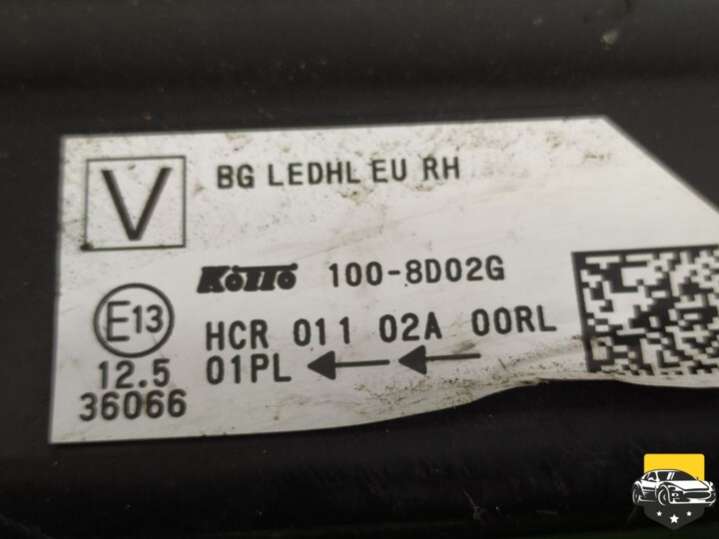 V
BG LEDHL EU RH
KOITO 100-8D02G
E13
HCR 011 02A 00RL
12.5 01PL
36066